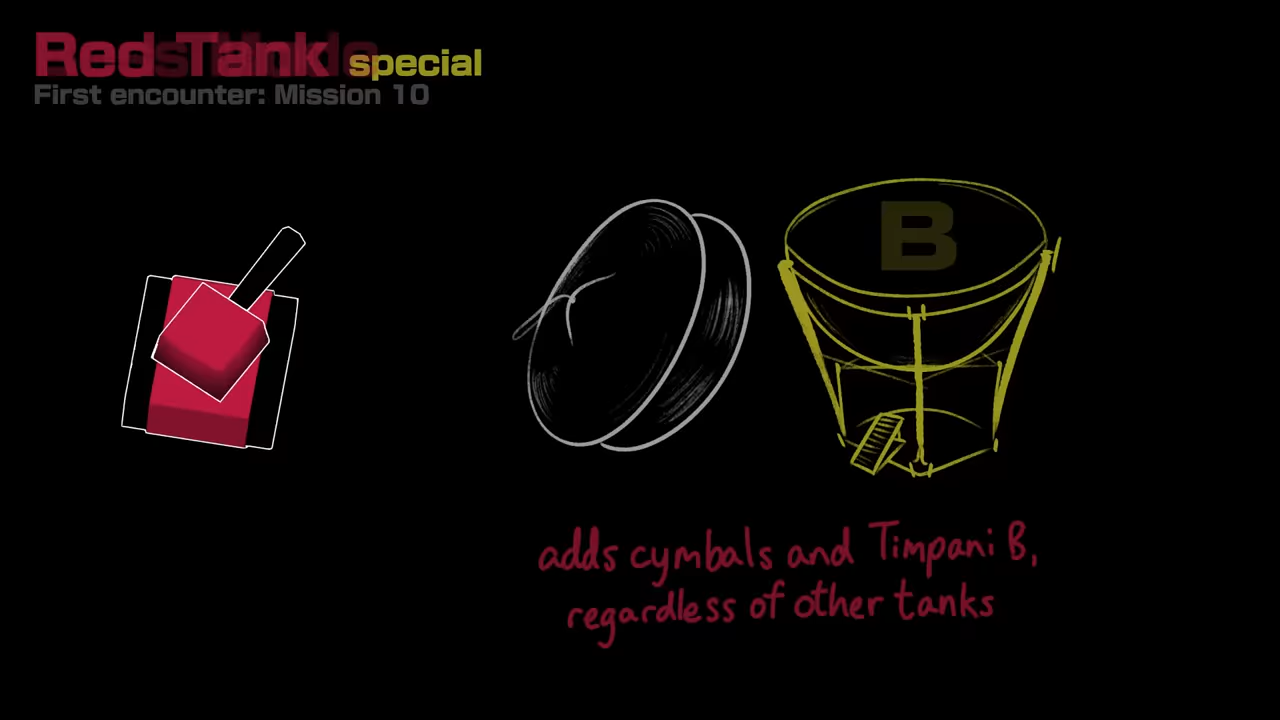 Red Tank special
First encounter: Mission 10
B
adds cymbals and Timpani B,
regardless of other tanks